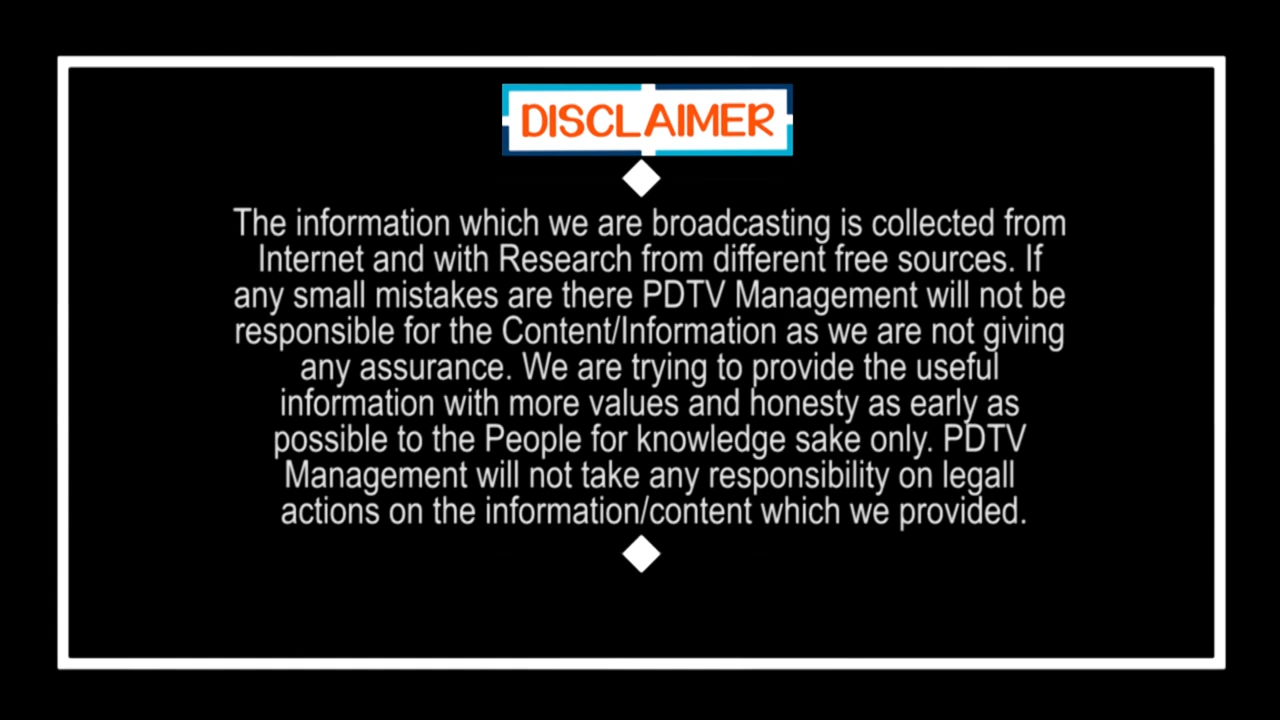 DISCLAIMER
The information which we are broadcasting is collected from
Internet and with Research from different free sources. If
any small mistakes are there PDTV Management will not be
responsible for the Content/Information as we are not giving
any assurance. We are trying to provide the useful
information with more values and honesty as early as
possible to the People for knowledge sake only. PDTV
Management will not take any responsibility on legall
actions on the information/content which we provided.